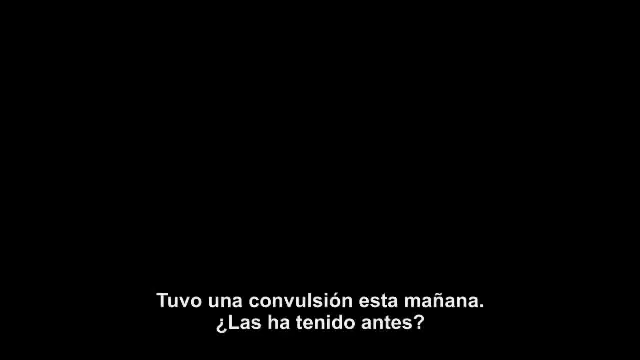 Tuvo una convulsión esta mañana.
¿Las ha tenido antes?